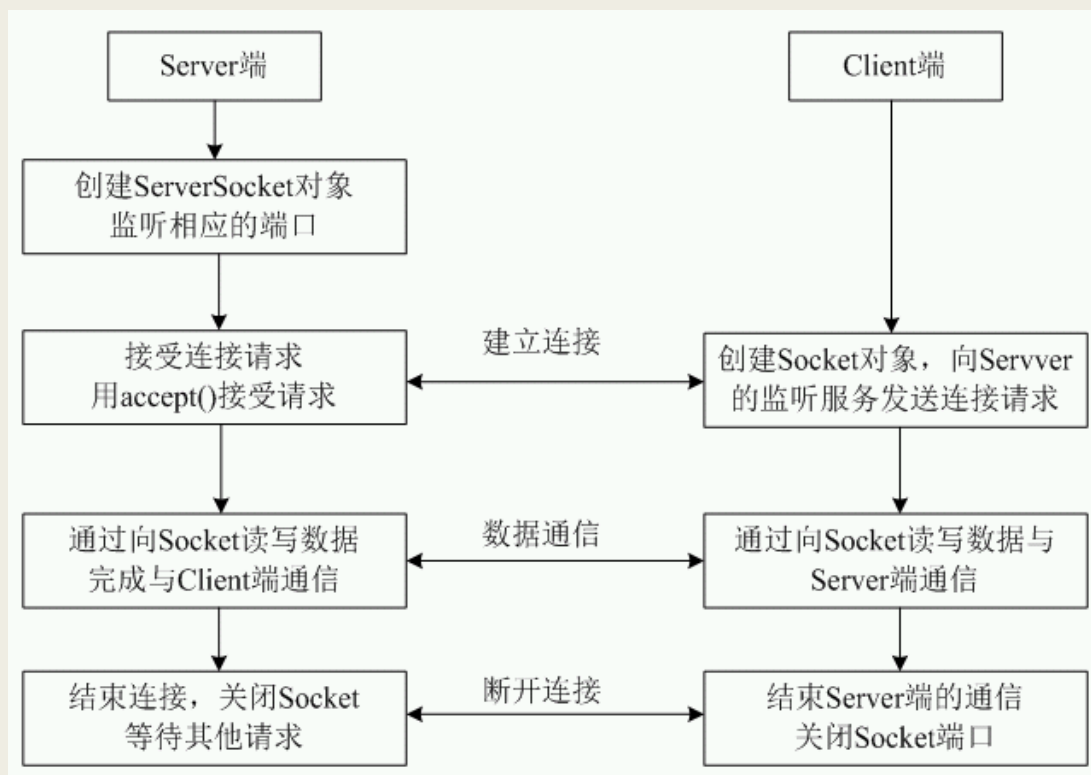 Server端
Client端
创建ServerSocket对象
监听相应的端口
接受连接请求
用accept()接受请求
建立连接
创建Socket对象，向Servver
的监听服务发送连接请求
通过向Socket读写数据
完成与Client端通信
数据通信
通过向Socket读写数据与
Server端通信
结束连接，关闭Socket
等待其他请求
断开连接
结束Server端的通信
关闭Socket端口